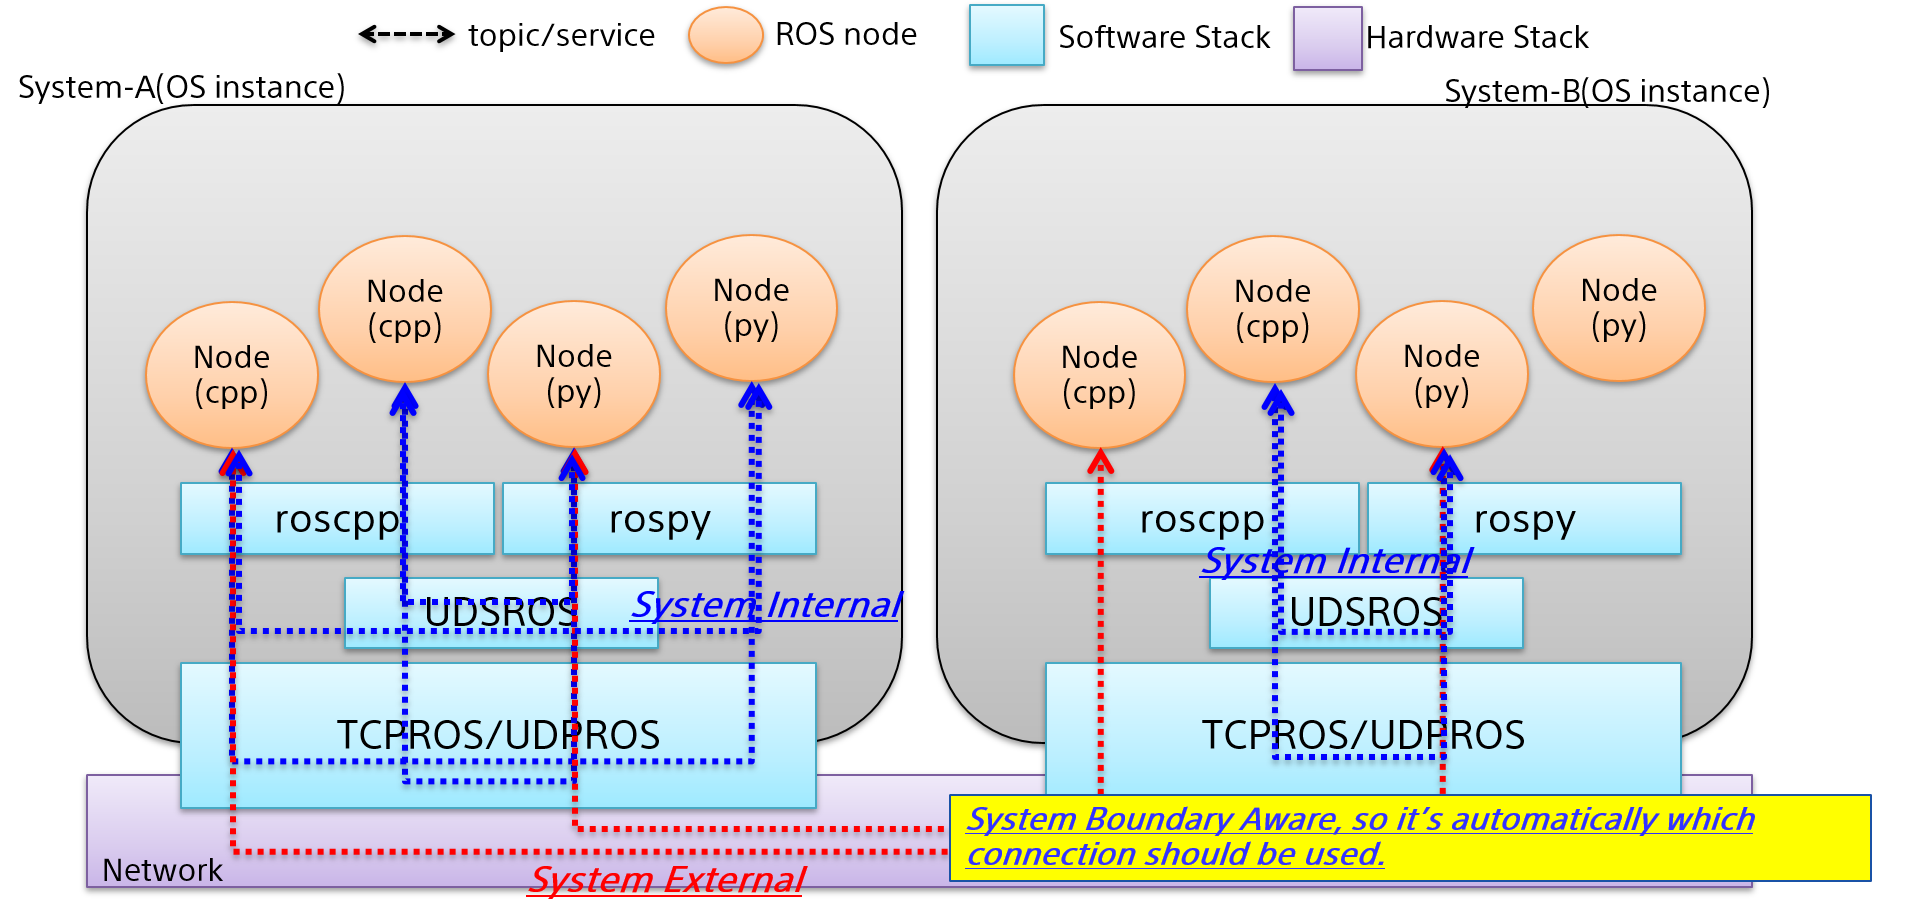 topic/service
ROS node
Software Stack
Hardware Stack
System-A(OS instance)
System-B(OS instance)
Node
(cpp)
Node
(cpp)
Node
(py)
Node
(py)
Node
(cpp)
Node
(cpp)
Node
(py)
Node
(py)
roscpp
rospy
roscpp
rospy
System Internal
UDSROS
System Internal
UDSROS
TCPROS/UDPROS
TCPROS/UDPROS
System Boundary Aware, so it’s automatically which
connection should be used.
Network
System External